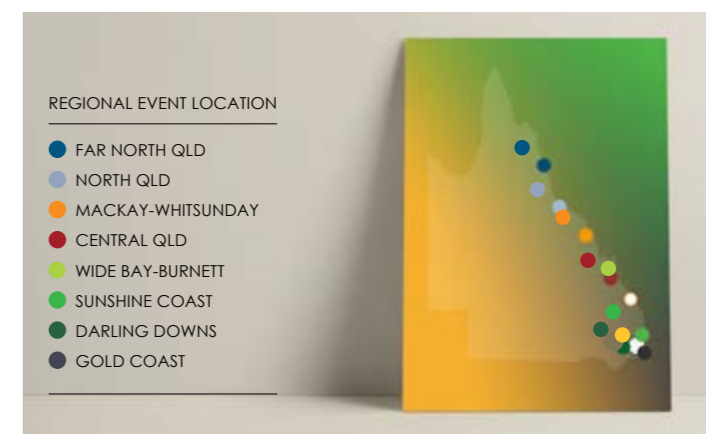 REGIONAL EVENT LOCATION
FAR NORTH QLD
NORTH QLD
MACKAY-WHITSUNDAY
CENTRAL QLD
WIDE BAY-BURNETT
SUNSHINE COAST
DARLING DOWNS
GOLD COAST